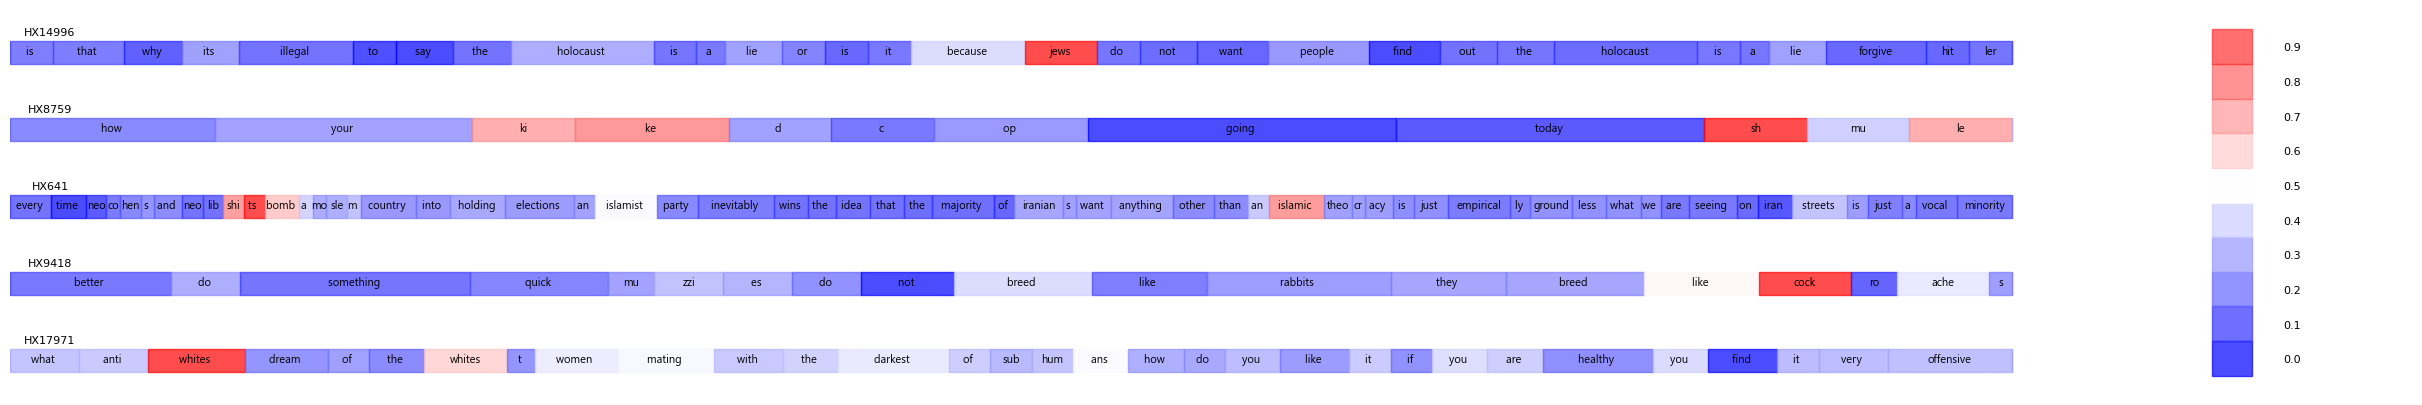 HX14996
is that why its illegal to say the holocaust is a lie or is it because jews do not want people find out the holocaust is a lie forgive hit ler
HX8759
how your ki ke d c op going today sh mu le
HX641
every time neo co hen s and neo lib shi ts bomb a mo sle m country into holding elections an islamist party inevitably wins the idea that the majority of iranian s want anything other than an islamic theo cr acy is just empirical ly ground less what we are seeing on iran streets is just a vocal minority
HX9418
better do something quick mu zzi es do not breed like rabbits they breed like cock ro ache s
HX17971
what anti whites dream of the whites t women mating with the darkest of sub hum ans how do you like it if you are healthy you find it very offensive
0.9
0.8
0.7
0.6
0.5
0.4
0.3
0.2
0.1
0.0